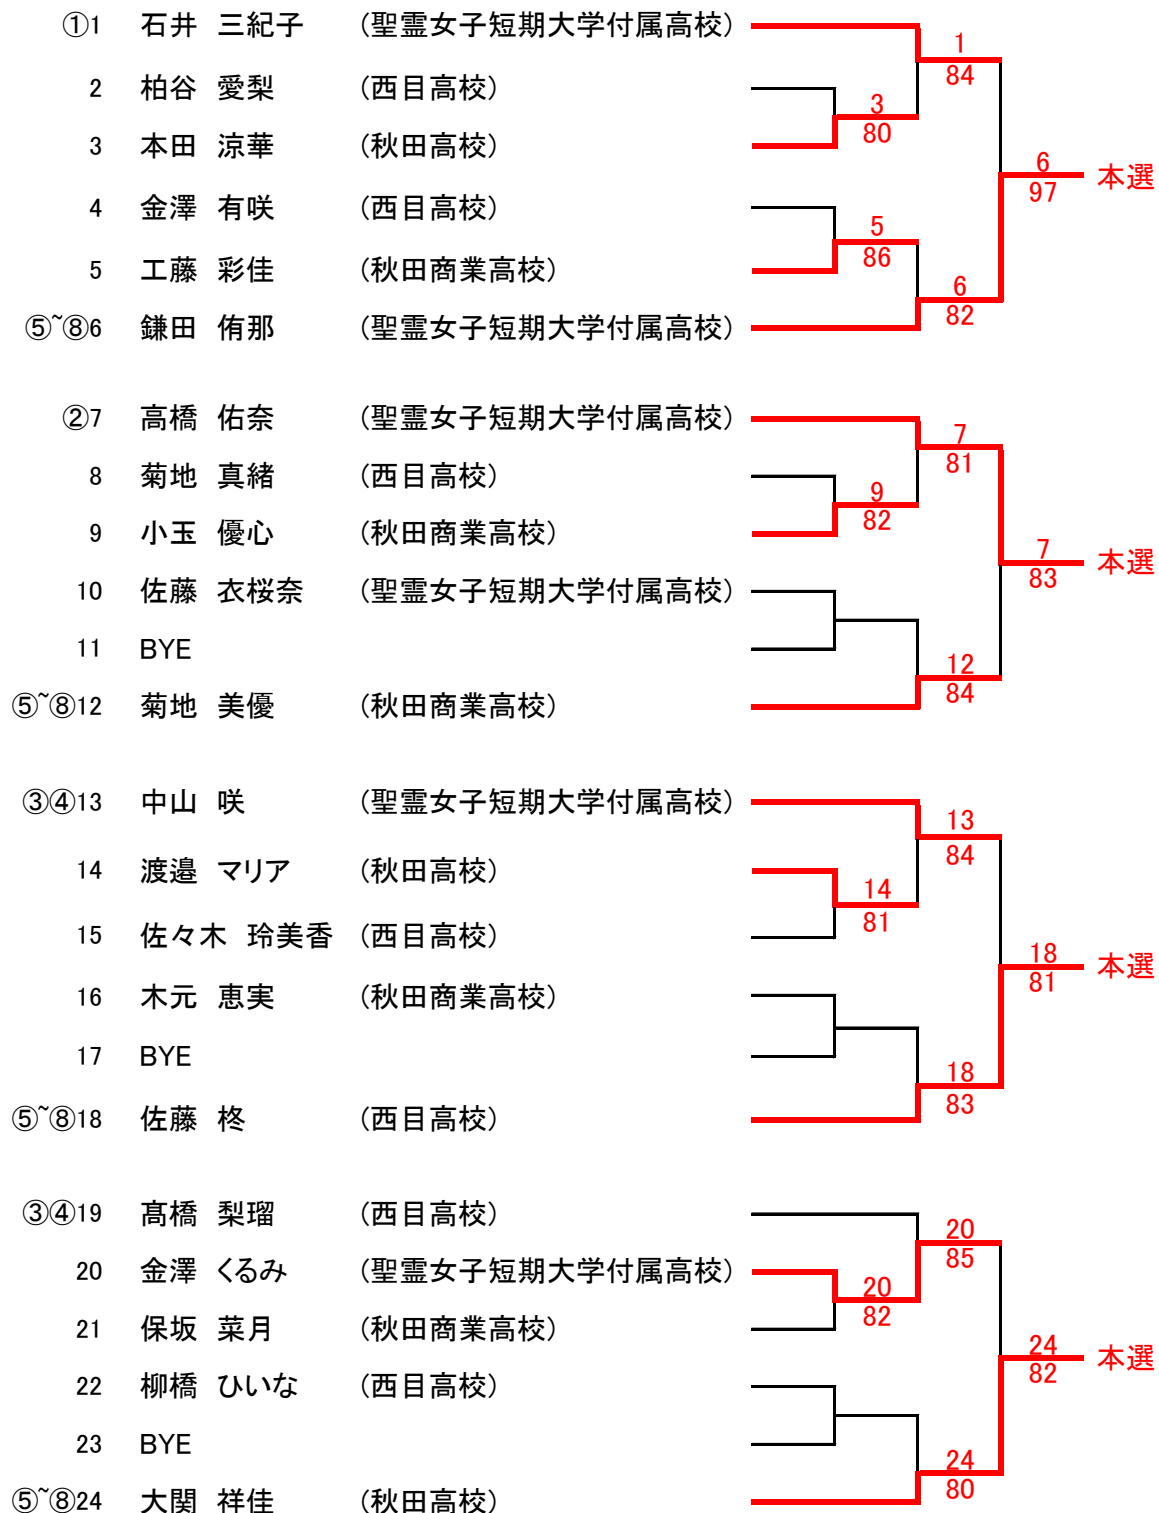 ①1 石井 三紀子 (聖霊女子短期大学付属高校)
1
84
2 柏谷 愛梨 (西目高校)
3
80
3 本田 涼華 (秋田高校)
6
97
本選
4 金澤 有咲 (西目高校)
5
86
5 工藤 彩佳 (秋田商業高校)
6
82
⑤~⑧6 鎌田 侑那 (聖霊女子短期大学付属高校)
②7 高橋 佑奈 (聖霊女子短期大学付属高校)
7
81
8 菊地 真緒 (西目高校)
9
82
9 小玉 優心 (秋田商業高校)
7
83
本選
10 佐藤 衣桜奈 (聖霊女子短期大学付属高校)
11 BYE
12
84
⑤~⑧12 菊地 美優 (秋田商業高校)
③④13 中山 咲 (聖霊女子短期大学付属高校)
13
84
14 渡邉 マリア (秋田高校)
14
81
15 佐々木 玲美香 (西目高校)
18
81
本選
16 木元 恵実 (秋田商業高校)
17 BYE
18
83
⑤~⑧18 佐藤 柊 (西目高校)
③④19 髙橋 梨瑠 (西目高校)
20
85
20 金澤 くるみ (聖霊女子短期大学付属高校)
20
82
21 保坂 菜月 (秋田商業高校)
24
82
本選
22 柳橋 ひいな (西目高校)
23 BYE
24
80
⑤~⑧24 大関 祥佳 (秋田高校)